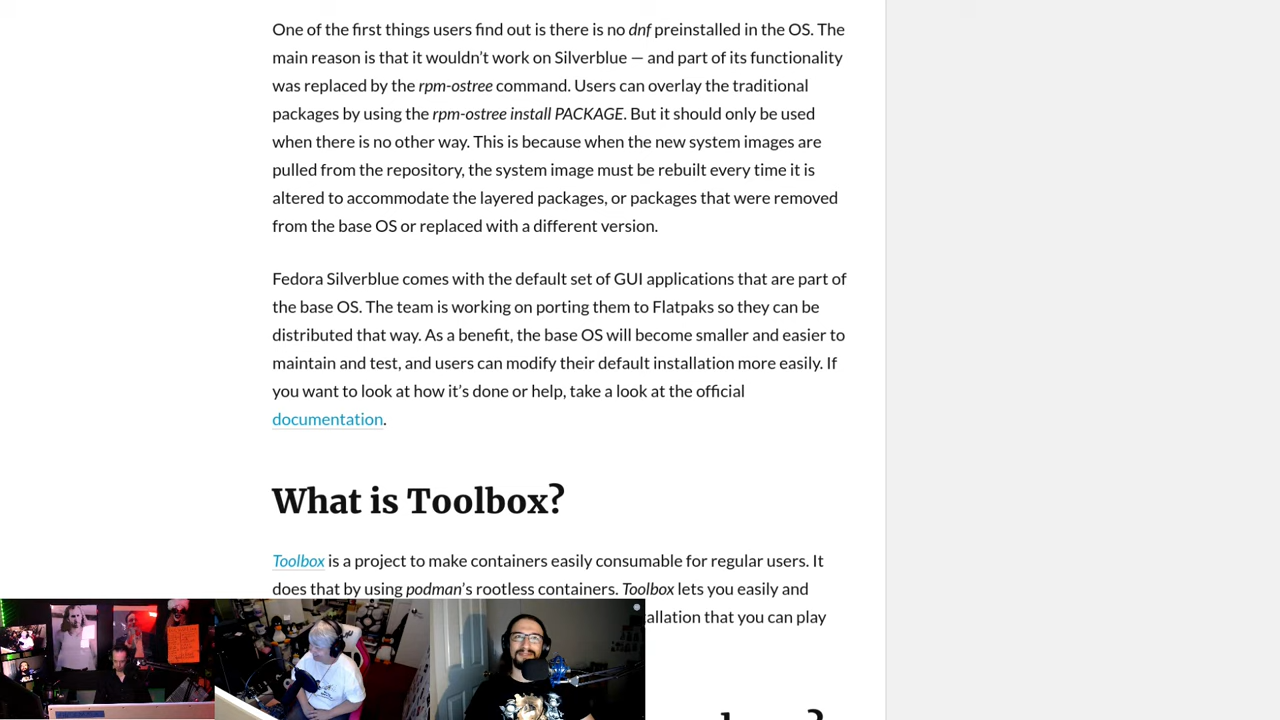 One of the first things users find out is there is no dnf preinstalled in the OS. The
main reason is that it wouldn’t work on Silverblue — and part of its functionality
was replaced by the rpm-ostree command. Users can overlay the traditional
packages by using the rpm-ostree install PACKAGE. But it should only be used
when there is no other way. This is because when the new system images are
pulled from the repository, the system image must be rebuilt every time it is
altered to accommodate the layered packages, or packages that were removed
from the base OS or replaced with a different version.
Fedora Silverblue comes with the default set of GUI applications that are part of
the base OS. The team is working on porting them to Flatpaks so they can be
distributed that way. As a benefit, the base OS will become smaller and easier to
maintain and test, and users can modify their default installation more easily. If
you want to look at how it’s done or help, take a look at the official
documentation.
What is Toolbox?
Toolbox is a project to make containers easily consumable for regular users. It
does that by using podman’s rootless containers. Toolbox lets you easily and
allation that you can play